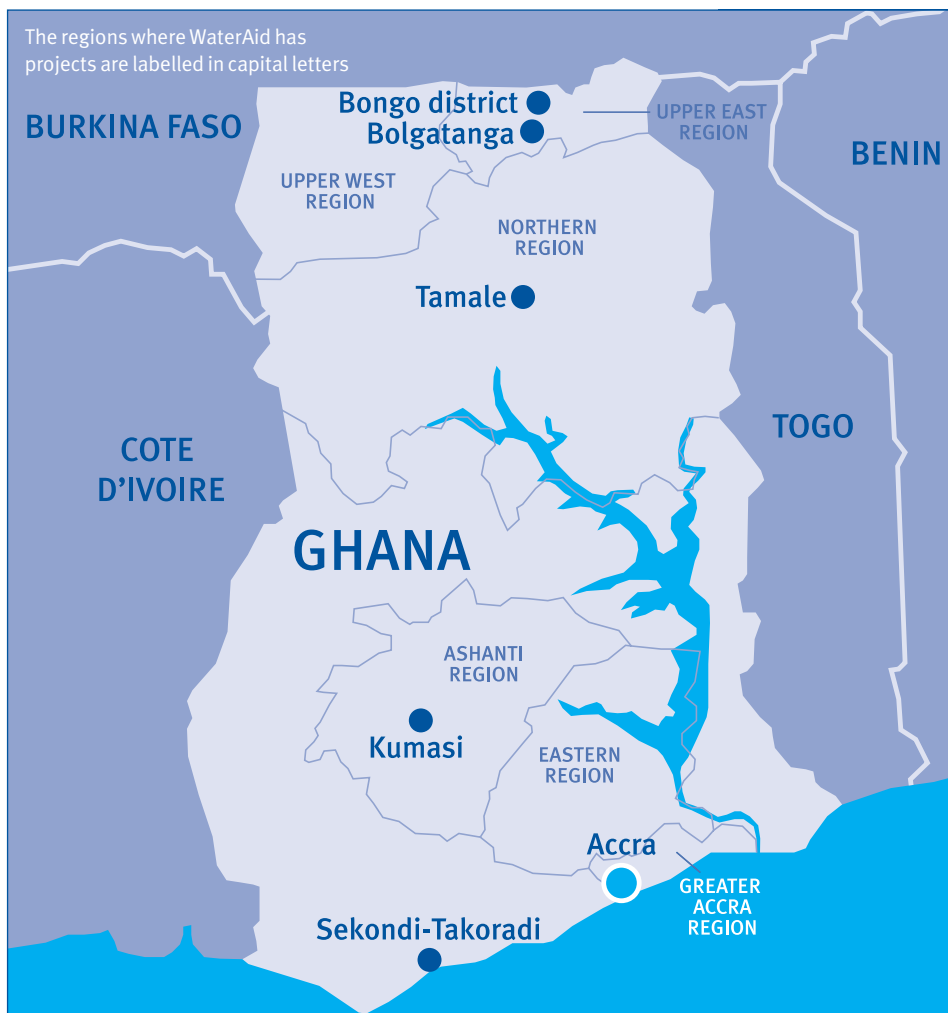 The regions where WaterAid has
projects are labelled in capital letters
BURKINA FASO
Bongo district
Bolgatanga
UPPER EAST
REGION
BENIN
UPPER WEST
REGION
NORTHERN
REGION
Tamale
TOGO
COTE
D'IVOIRE
GHANA
ASHANTI
REGION
Kumasi
EASTERN
REGION
Accra
GREATER
ACCRA
REGION
Sekondi-Takoradi